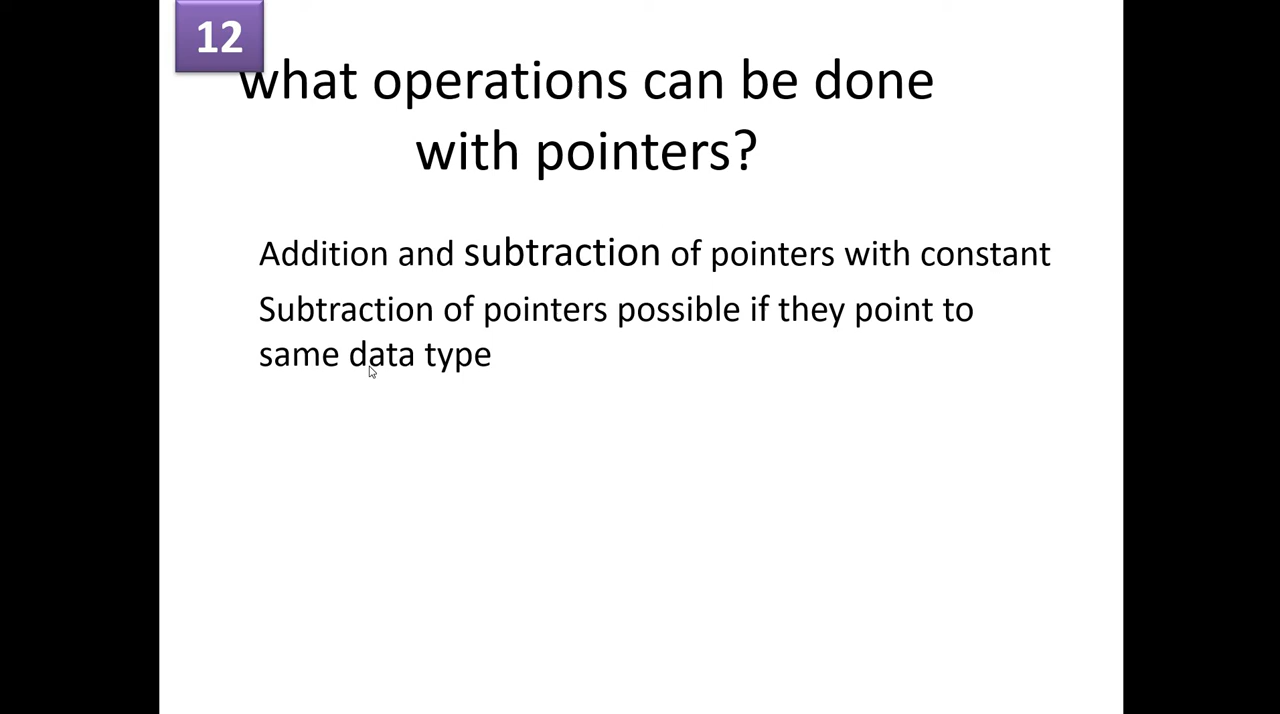 12
what operations can be done
with pointers?
Addition and subtraction of pointers with constant
Subtraction of pointers possible if they point to
same data type